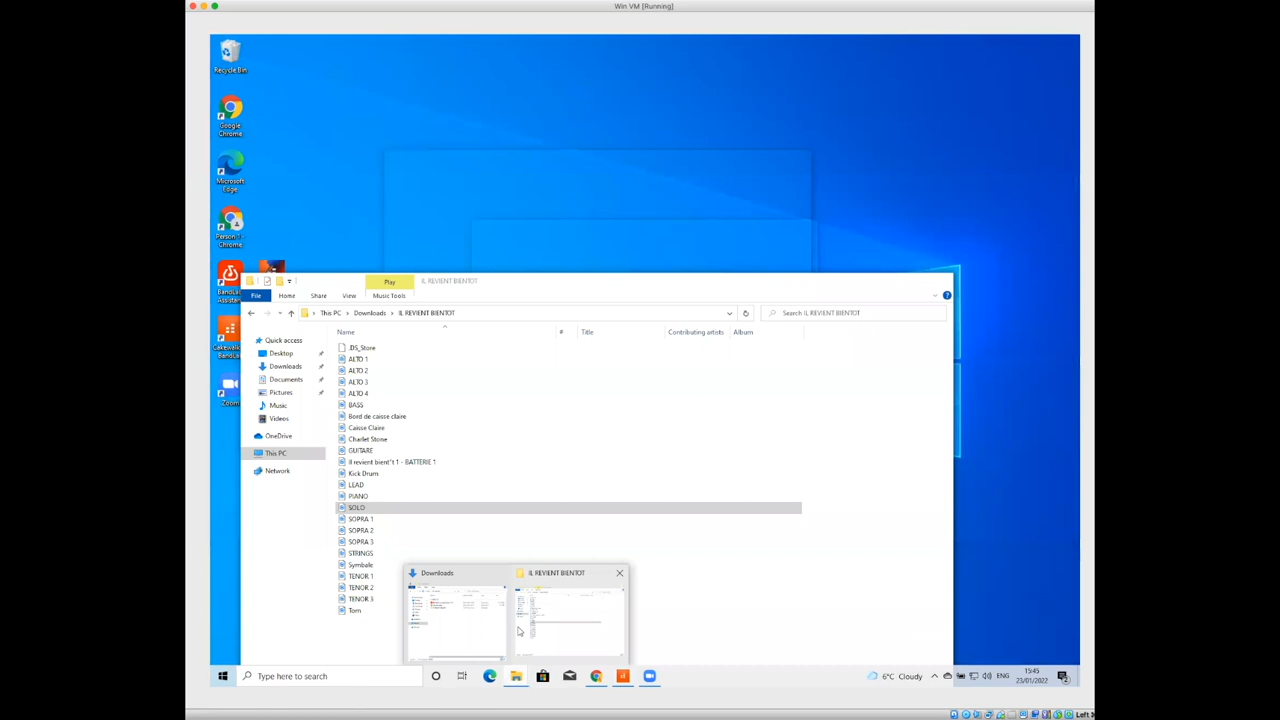 Win VM [Running]
Recycle Bin
Google
Chrome
Microsoft
Edge
Person 1 -
Chrome
BandLab
Assistant
Cakewalk
BandLab
Zoom
Play
IL REVIENT BIENTOT
File
Home
Share
View
Music Tools
This PC
Downloads
IL REVIENT BIENTOT
Search IL REVIENT BIENTOT
Name
#
Title
Contributing artists
Album
Quick access
Desktop
Downloads
Documents
Pictures
Music
Videos
OneDrive
This PC
Network
.DS_Store
ALTO 1
ALTO 2
ALTO 3
ALTO 4
BASS
Bord de caisse claire
Caisse Claire
Charlet Stone
GUITARE
Il revient bient"t 1 - BATTERIE 1
Kick Drum
LEAD
PIANO
SOLO
SOPRA 1
SOPRA 2
SOPRA 3
STRINGS
Symbale
TENOR 1
TENOR 2
TENOR 3
Tom
Downloads
IL REVIENT BIENTOT
Type here to search
6°C Cloudy
ENG
15:45
23/01/2022
Left